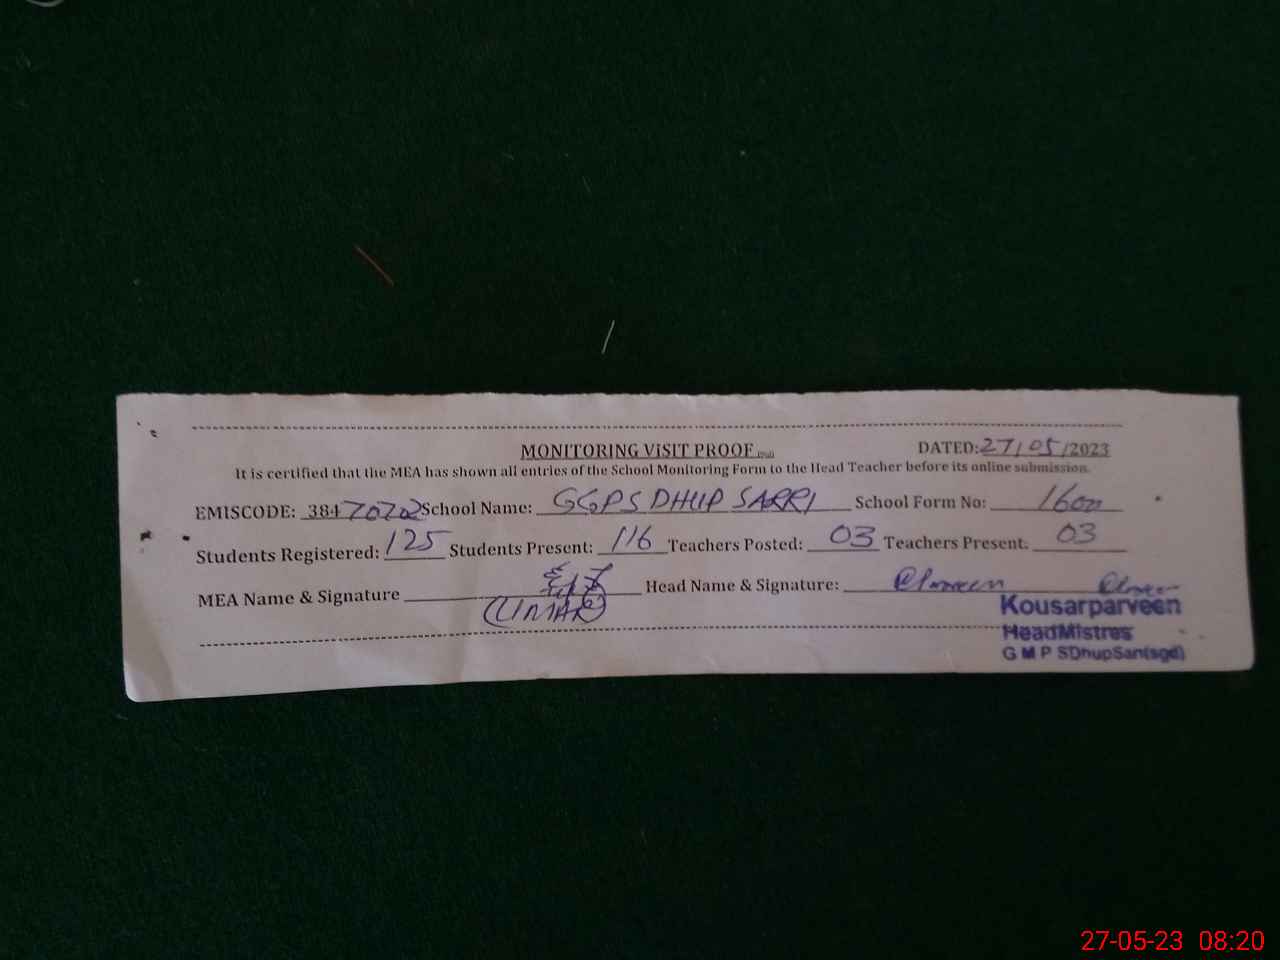 MONITORING VISIT PROOF DATED: 27/05/2023
It is certified that the MEA has shown all entries of the School Monitoring Form to the Head Teacher before its online submission.
EMISCODE: 38470702 School Name: GGPS DHUP SARRI School Form No:
Students Registered: 125 Students Present: 116 Teachers Posted: 03 Teachers Present: 03
MEA Name & Signature Head Name & Signature:
(UMAR)
Kousarparveen
HeadMistres
G M P SDhupSari(sgd)
27-05-23 08:20